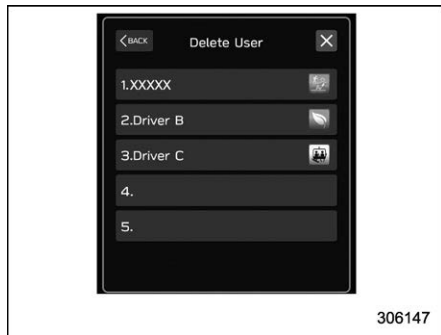 BACK Delete User X
1.XXXXX
2.Driver B
3.Driver C
4.
5.
306147